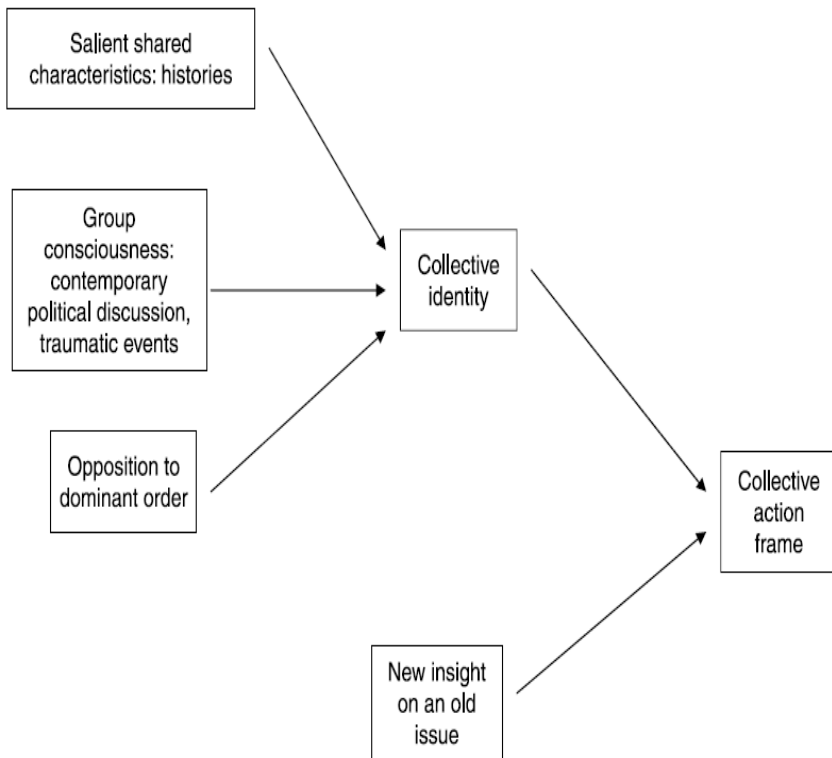 Salient shared
characteristics: histories
Group
consciousness:
contemporary
political discussion,
traumatic events
Collective
identity
Opposition to
dominant order
Collective
action
frame
New insight
on an old
issue